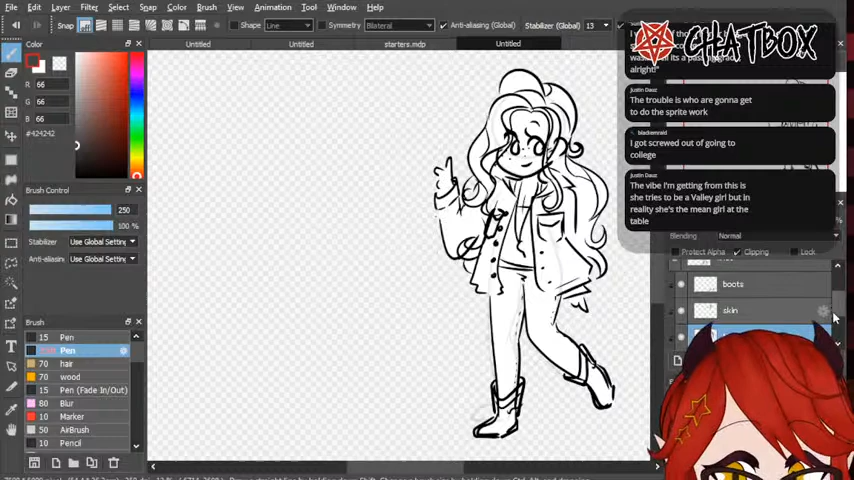 File Edit Layer Filter Snap Color Brush Ruler Window Help
Snap Shape Line Symmetry Bilateral Anti-aliasing (Global) Stabilizer (Global) 13
CHATBOX
Untitled Untitled starters.mdp Untitled
Color
R 66
G 66
B 66
#424242
alright!"
Justin Dauz
The trouble is who are gonna get
to do the sprite work
blackemrald
I got screwed out of going to
college
Justin Dauz
The vibe I'm getting from this is
she tries to be a Valley girl but in
reality she's the mean girl at the
table
Brush Control
250
100 %
Stabilizer Use Global Setting
Anti-aliasing Use Global Setting
Blending Normal
Protect Alpha Clipping Lock
boots
skin
Brush
15 Pen
Pen
70 hair
70 wood
15 Pen (Fade In/Out)
80 Blur
10 Marker
50 AirBrush
10 Pencil